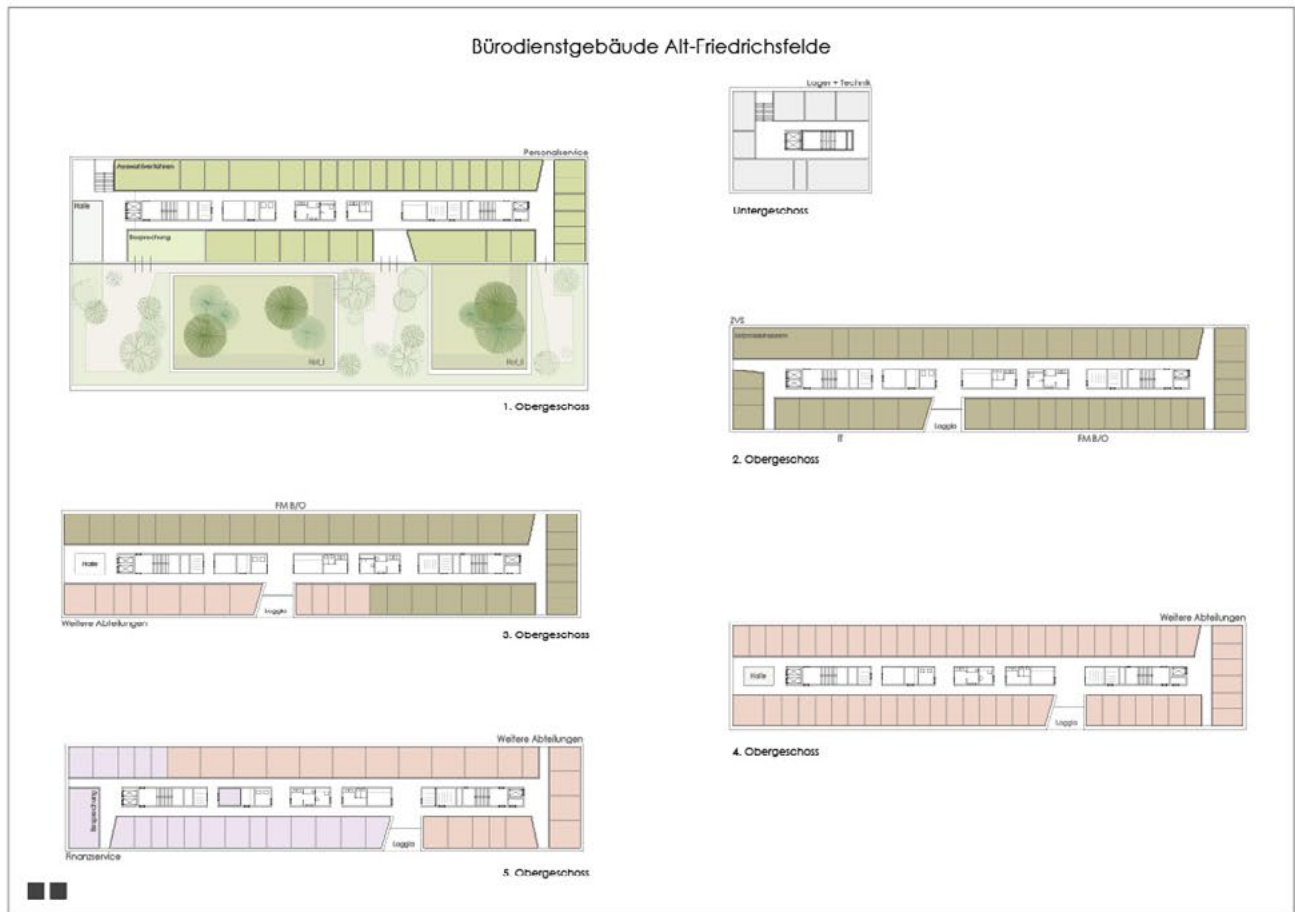 Bürodienstgebäude Alt-Friedrichsfelde
Lager + Technik
Untergeschoss
Personalservice
Auswahlverfahren
Halle
Besprechung
Hof_I
Hof_II
1. Obergeschoss
ZVS
IT
Loggia
FM B/O
2. Obergeschoss
FM B/O
Halle
Loggia
Weitere Abteilungen
3. Obergeschoss
Weitere Abteilungen
Halle
Loggia
4. Obergeschoss
Weitere Abteilungen
Besprechung
Loggia
Finanzservice
5. Obergeschoss